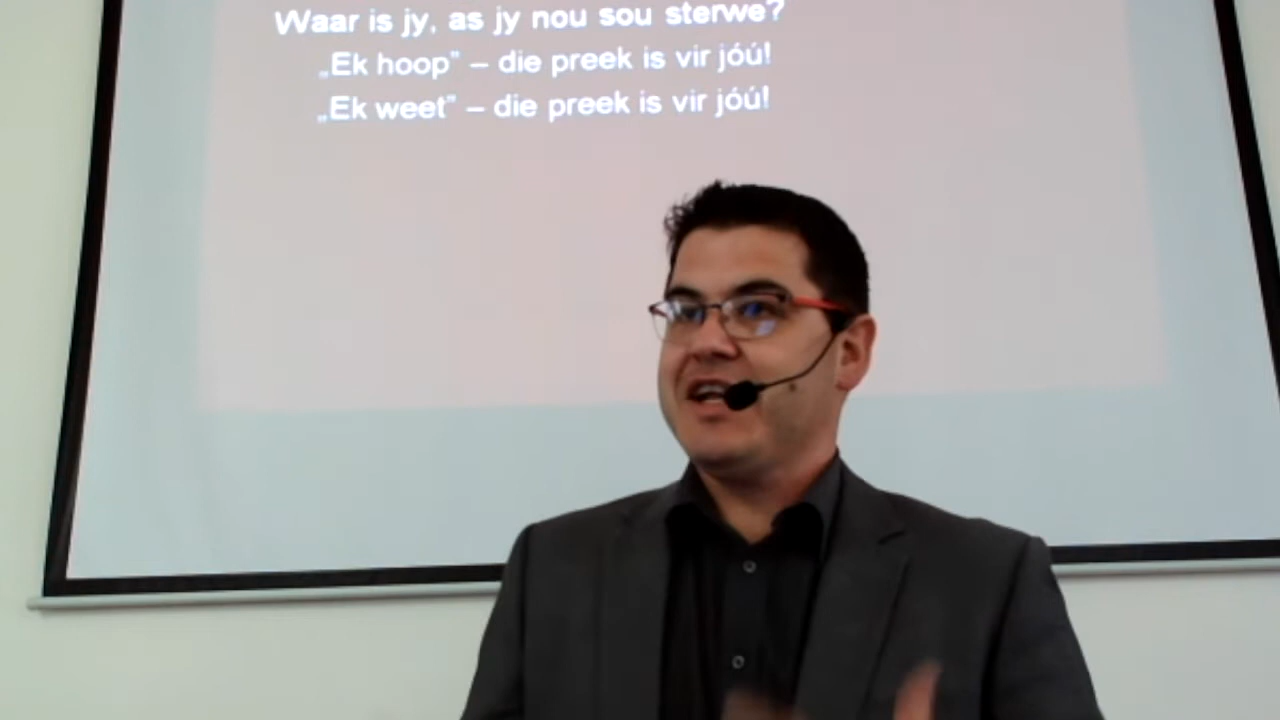 Waar is jy, as jy nou sou sterwe?
„Ek hoop” – die preek is vir jóú!
„Ek weet” – die preek is vir jóú!